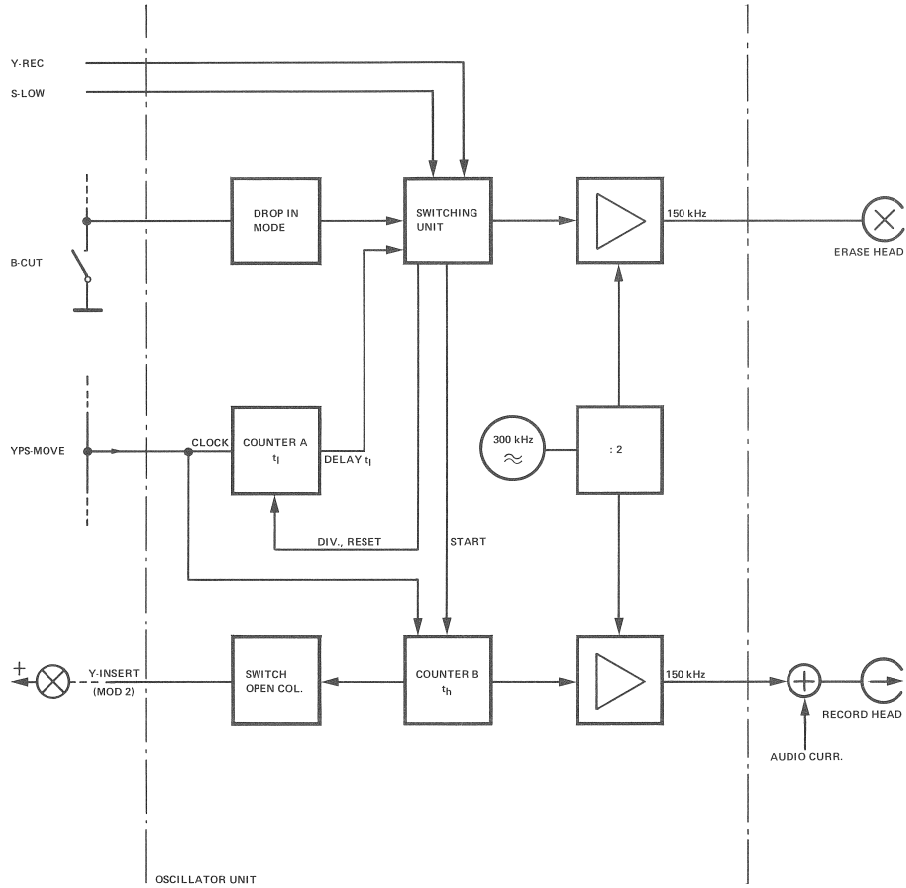 Y-REC
S-LOW
DROP IN
MODE
SWITCHING
UNIT
150 kHz
ERASE HEAD
B-CUT
YPS-MOVE
CLOCK
COUNTER A
tl
DELAY tl
300 kHz
≈
: 2
DIV., RESET
START
+
Y-INSERT
(MOD 2)
SWITCH
OPEN COL.
COUNTER B
th
150 kHz
+
RECORD HEAD
AUDIO CURR.
OSCILLATOR UNIT